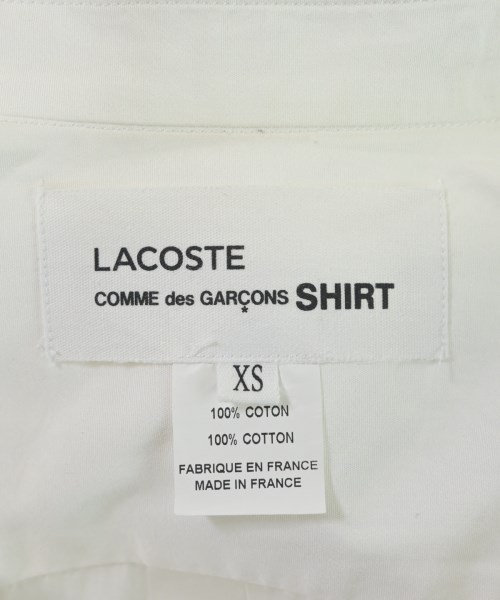 LACOSTE
COMME des GARÇONS SHIRT
XS
100% COTON
100% COTTON
FABRIQUE EN FRANCE
MADE IN FRANCE